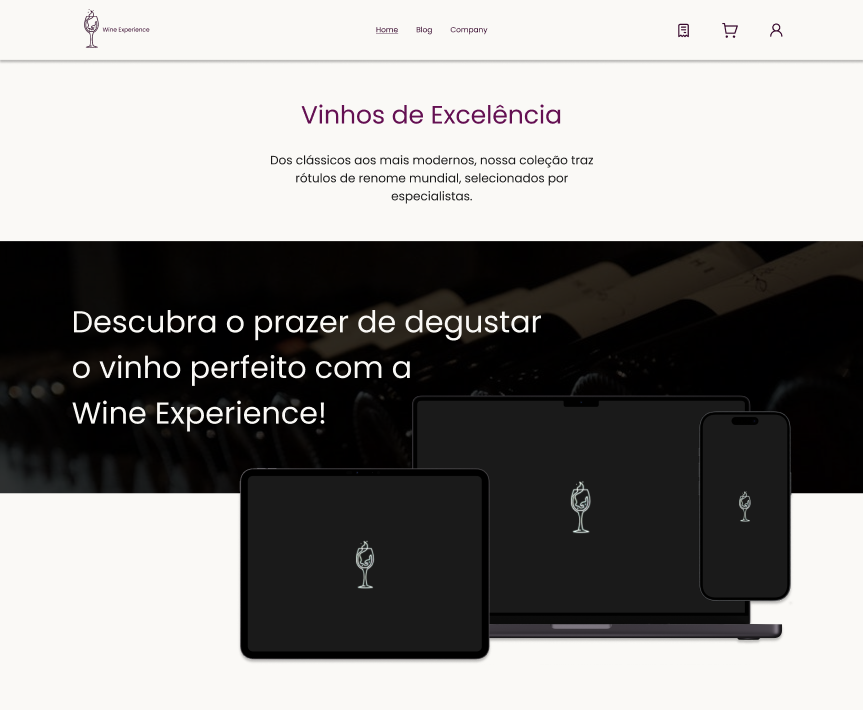 Wine Experience
Home
Blog
Company
Vinhos de Excelência
Dos clássicos aos mais modernos, nossa coleção traz
rótulos de renome mundial, selecionados por
especialistas.
Descubra o prazer de degustar
o vinho perfeito com a
Wine Experience!